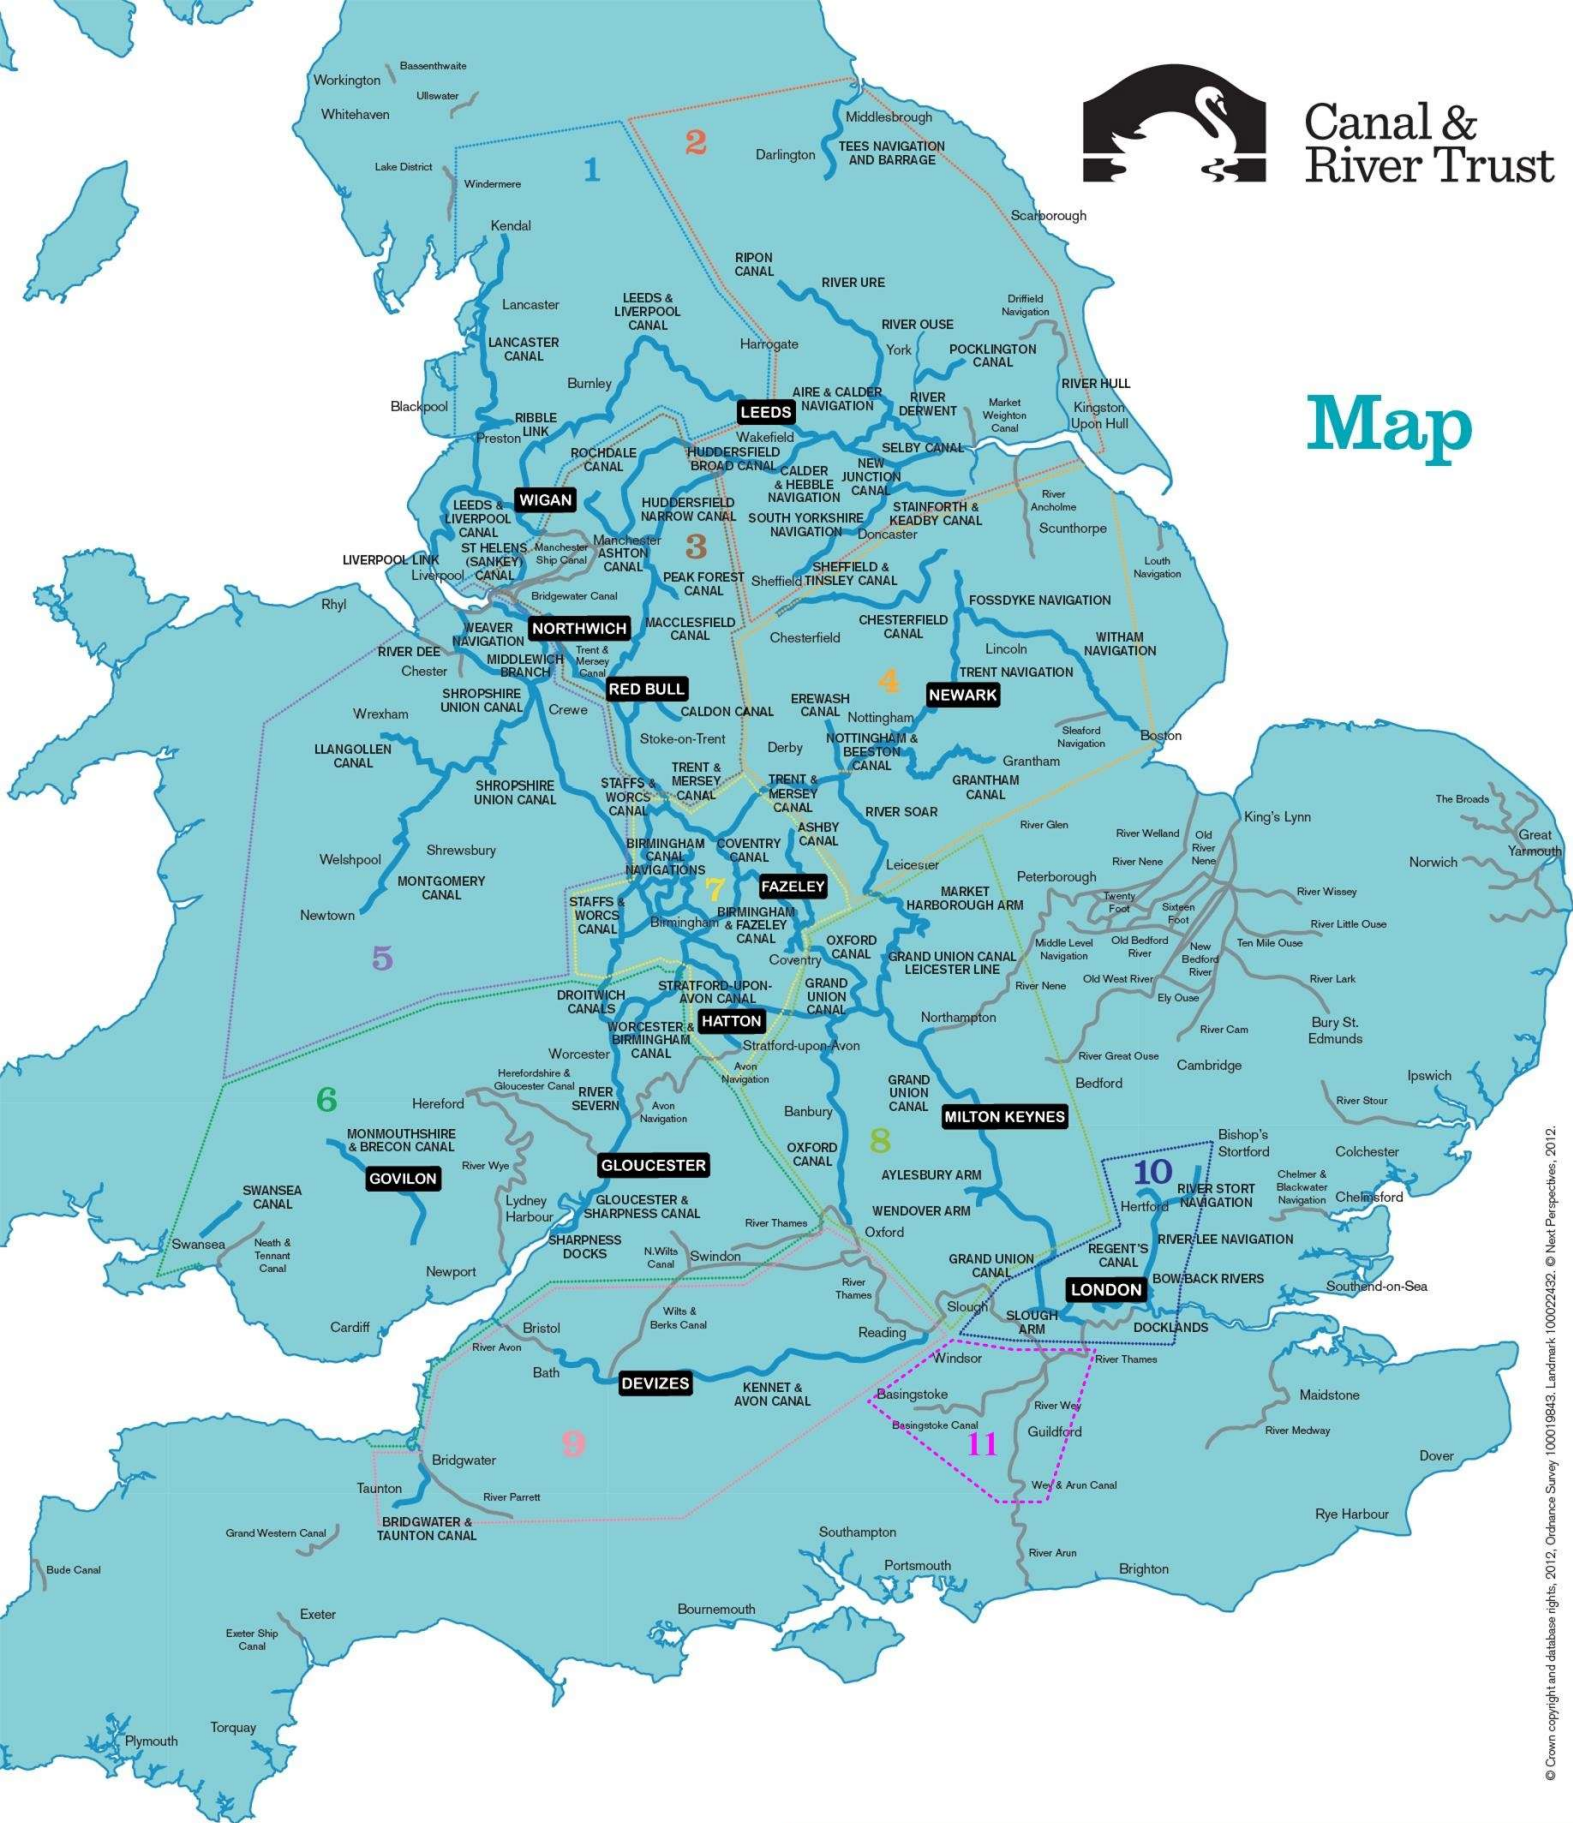 Canal &
River Trust
Map
Workington
Bassenthwaite
Ullswater
Whitehaven
Lake District
Windermere
Kendal
1
2
Middlesbrough
Darlington
TEES NAVIGATION
AND BARRAGE
Scarborough
RIPON
CANAL
RIVER URE
Lancaster
LEEDS &
LIVERPOOL
CANAL
LANCASTER
CANAL
Harrogate
RIVER OUSE
York
POCKLINGTON
CANAL
Driffield
Navigation
RIVER HULL
Burnley
Blackpool
RIBBLE
LINK
Preston
LEEDS
AIRE & CALDER
NAVIGATION
RIVER
DERWENT
Market
Weighton
Canal
Kingston
Upon Hull
Wakefield
ROCHDALE
CANAL
HUDDERSFIELD
BROAD CANAL
CALDER
& HEBBLE
NAVIGATION
SELBY CANAL
NEW
JUNCTION
CANAL
WIGAN
LEEDS &
LIVERPOOL
CANAL
HUDDERSFIELD
NARROW CANAL
SOUTH YORKSHIRE
NAVIGATION
STAINFORTH &
KEADBY CANAL
Doncaster
River
Ancholme
Scunthorpe
LIVERPOOL LINK
Liverpool
ST HELENS
(SANKEY)
CANAL
Manchester
Ship Canal
Manchester
ASHTON
CANAL
3
PEAK FOREST
CANAL
Sheffield
SHEFFIELD &
TINSLEY CANAL
Louth
Navigation
Rhyl
Bridgewater Canal
FOSSDYKE NAVIGATION
WEAVER
NAVIGATION
NORTHWICH
MACCLESFIELD
CANAL
Chesterfield
CHESTERFIELD
CANAL
WITHAM
NAVIGATION
Lincoln
RIVER DEE
Chester
MIDDLEWICH
BRANCH
Trent &
Mersey
Canal
4
TRENT NAVIGATION
NEWARK
SHROPSHIRE
UNION CANAL
RED BULL
Crewe
CALDON CANAL
EREWASH
CANAL
Nottingham
Wrexham
Stoke-on-Trent
Derby
NOTTINGHAM &
BEESTON
CANAL
Sleaford
Navigation
Boston
LLANGOLLEN
CANAL
Grantham
GRANTHAM
CANAL
SHROPSHIRE
UNION CANAL
STAFFS &
WORCS
CANAL
TRENT &
MERSEY
CANAL
TRENT &
MERSEY
CANAL
RIVER SOAR
ASHBY
CANAL
River Glen
River Welland
Old
River
Nene
King's Lynn
The Broads
Great
Yarmouth
Welshpool
Shrewsbury
BIRMINGHAM
CANAL
NAVIGATIONS
COVENTRY
CANAL
Leicester
River Nene
Norwich
MONTGOMERY
CANAL
7
FAZELEY
Peterborough
Twenty
Foot
Sixteen
Foot
River Wissey
Newtown
STAFFS &
WORCS
CANAL
Birmingham
BIRMINGHAM
& FAZELEY
CANAL
MARKET
HARBOROUGH ARM
River Little Ouse
5
Coventry
OXFORD
CANAL
GRAND UNION CANAL
LEICESTER LINE
Middle Level
Navigation
Old Bedford
River
New
Bedford
River
Ten Mile Ouse
DROITWICH
CANALS
STRATFORD-UPON-
AVON CANAL
GRAND
UNION
CANAL
River Nene
Old West River
Ely Ouse
River Lark
HATTON
WORCESTER &
BIRMINGHAM
CANAL
Northampton
River Cam
Bury St.
Edmunds
Worcester
Stratford-upon-Avon
Avon
Navigation
River Great Ouse
Cambridge
Bedford
Ipswich
6
Hereford
Herefordshire &
Gloucester Canal
RIVER
SEVERN
Avon
Navigation
Banbury
GRAND
UNION
CANAL
MILTON KEYNES
River Stour
MONMOUTHSHIRE
& BRECON CANAL
GOVILON
River Wye
GLOUCESTER
OXFORD
CANAL
8
AYLESBURY ARM
10
Bishop's
Stortford
Colchester
SWANSEA
CANAL
Lydney
Harbour
GLOUCESTER &
SHARPNESS CANAL
WENDOVER ARM
Hertford
RIVER STORT
NAVIGATION
Chelmer &
Blackwater
Navigation
Chelmsford
Swansea
Neath &
Tennant
Canal
SHARPNESS
DOCKS
N.Wilts
Canal
Swindon
River Thames
Oxford
REGENT'S
CANAL
RIVER LEE NAVIGATION
Newport
River
Thames
GRAND UNION
CANAL
LONDON
BOW BACK RIVERS
Southend-on-Sea
Cardiff
Bristol
River Avon
Wilts &
Berks Canal
Reading
Slough
SLOUGH
ARM
DOCKLANDS
Bath
DEVIZES
KENNET &
AVON CANAL
Windsor
River Thames
Basingstoke
Basingstoke Canal
River Wey
Guildford
Maidstone
River Medway
9
11
Bridgwater
Taunton
River Parrett
Wey & Arun Canal
Dover
BRIDGWATER &
TAUNTON CANAL
Grand Western Canal
Southampton
Rye Harbour
Bude Canal
Portsmouth
River Arun
Brighton
Exeter
Exeter Ship
Canal
Bournemouth
Torquay
Plymouth
© Crown copyright and database rights, 2012, Ordnance Survey 100019843. Landmark 100022432. © Next Perspectives, 2012.